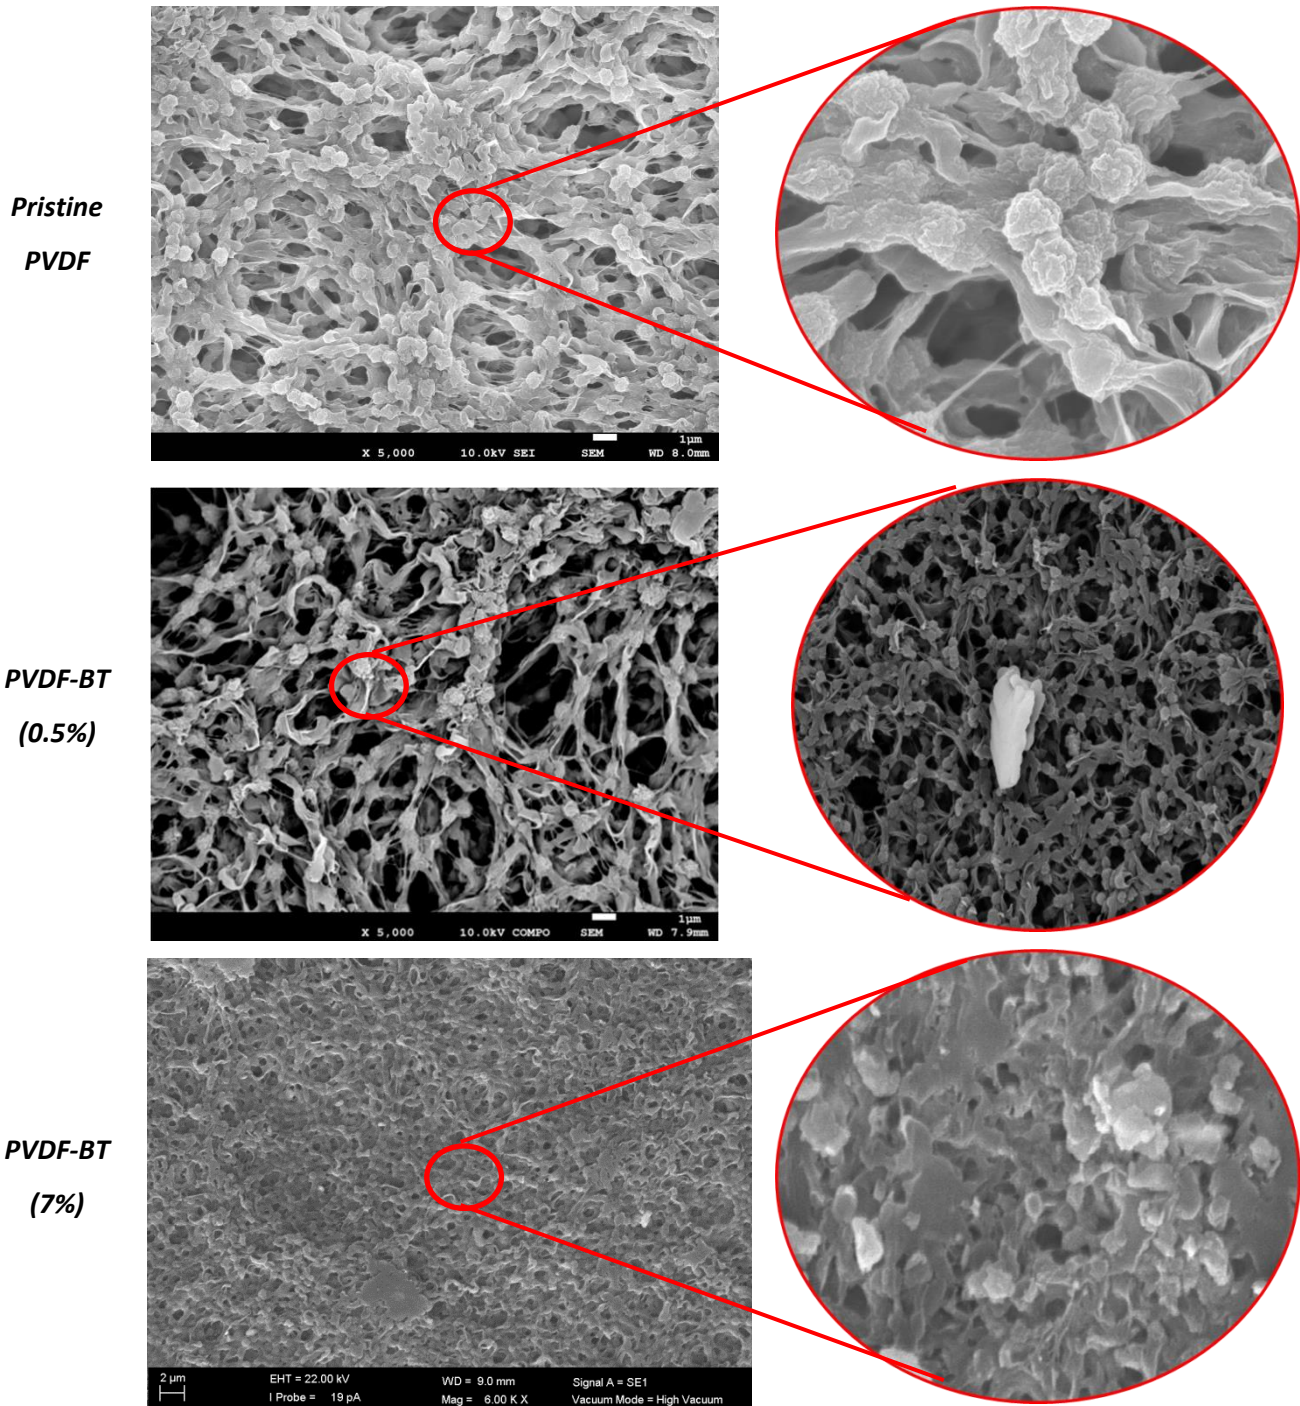 Pristine
PVDF
X 5,000 10.0kV SEI SEM WD 8.0mm
1μm
PVDF-BT
(0.5%)
X 5,000 10.0kV COMPO SEM WD 7.9mm
1μm
PVDF-BT
(7%)
2 μm EHT = 22.00 kV WD = 9.0 mm Signal A = SE1
I Probe = 19 pA Mag = 6.00 K X Vacuum Mode = High Vacuum